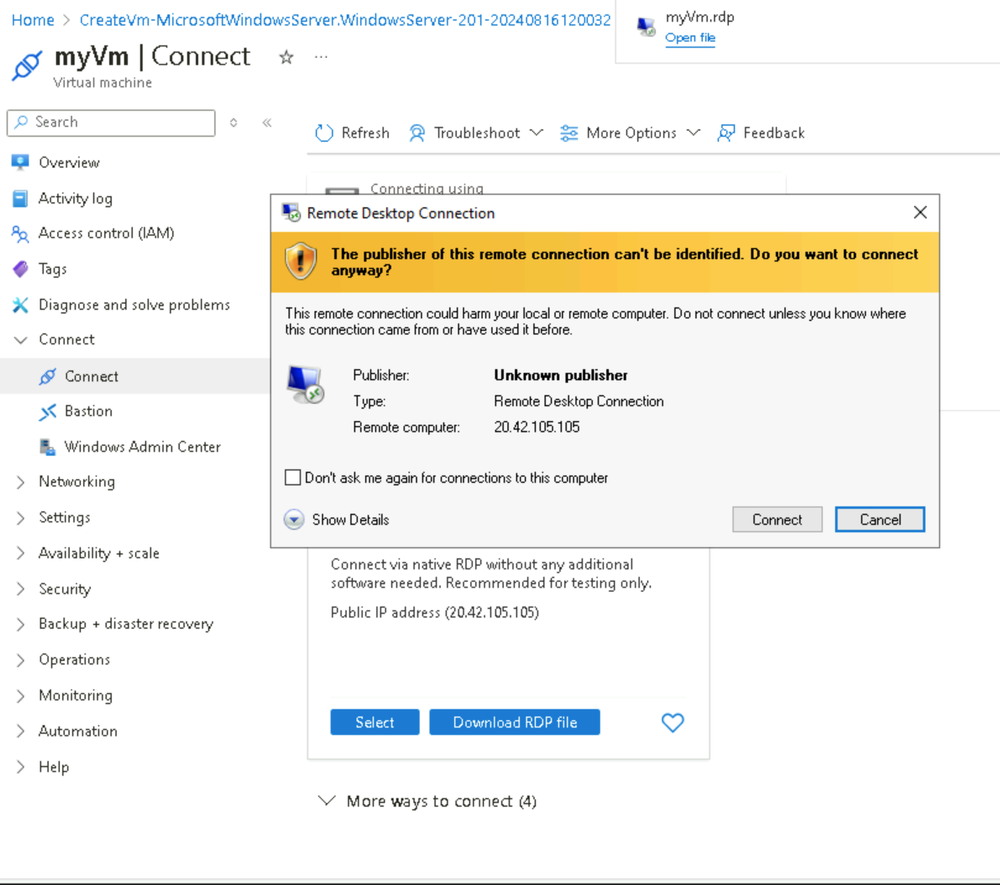 Home > CreateVm-MicrosoftWindowsServer.WindowsServer-201-20240816120032
myVm.rdp
Open file
myVm | Connect
Virtual machine
Search
Refresh
Troubleshoot
More Options
Feedback
Overview
Activity log
Access control (IAM)
Tags
Diagnose and solve problems
Connect
Connect
Bastion
Windows Admin Center
Networking
Settings
Availability + scale
Security
Backup + disaster recovery
Operations
Monitoring
Automation
Help
Connecting using
Remote Desktop Connection
The publisher of this remote connection can't be identified. Do you want to connect
anyway?
This remote connection could harm your local or remote computer. Do not connect unless you know where
this connection came from or have used it before.
Publisher: Unknown publisher
Type: Remote Desktop Connection
Remote computer: 20.42.105.105
Don't ask me again for connections to this computer
Show Details
Connect
Cancel
Connect via native RDP without any additional
software needed. Recommended for testing only.
Public IP address (20.42.105.105)
Select
Download RDP file
More ways to connect (4)